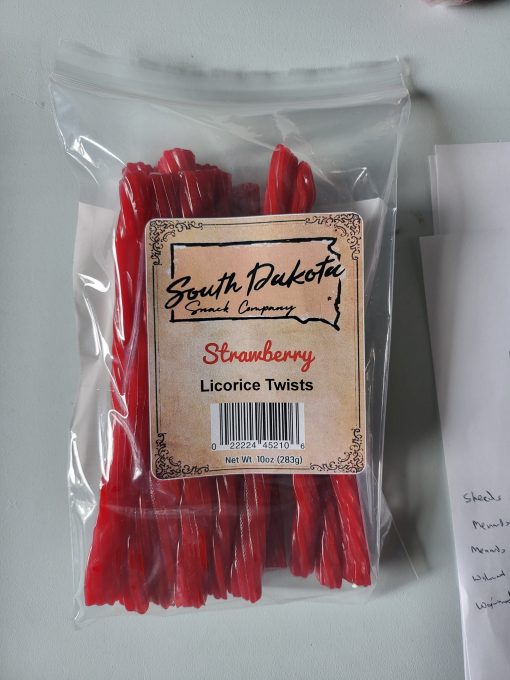 South Dakota
Snack Company
Strawberry
Licorice Twists
0 22224 45210 6
Net Wt. 10oz (283g)